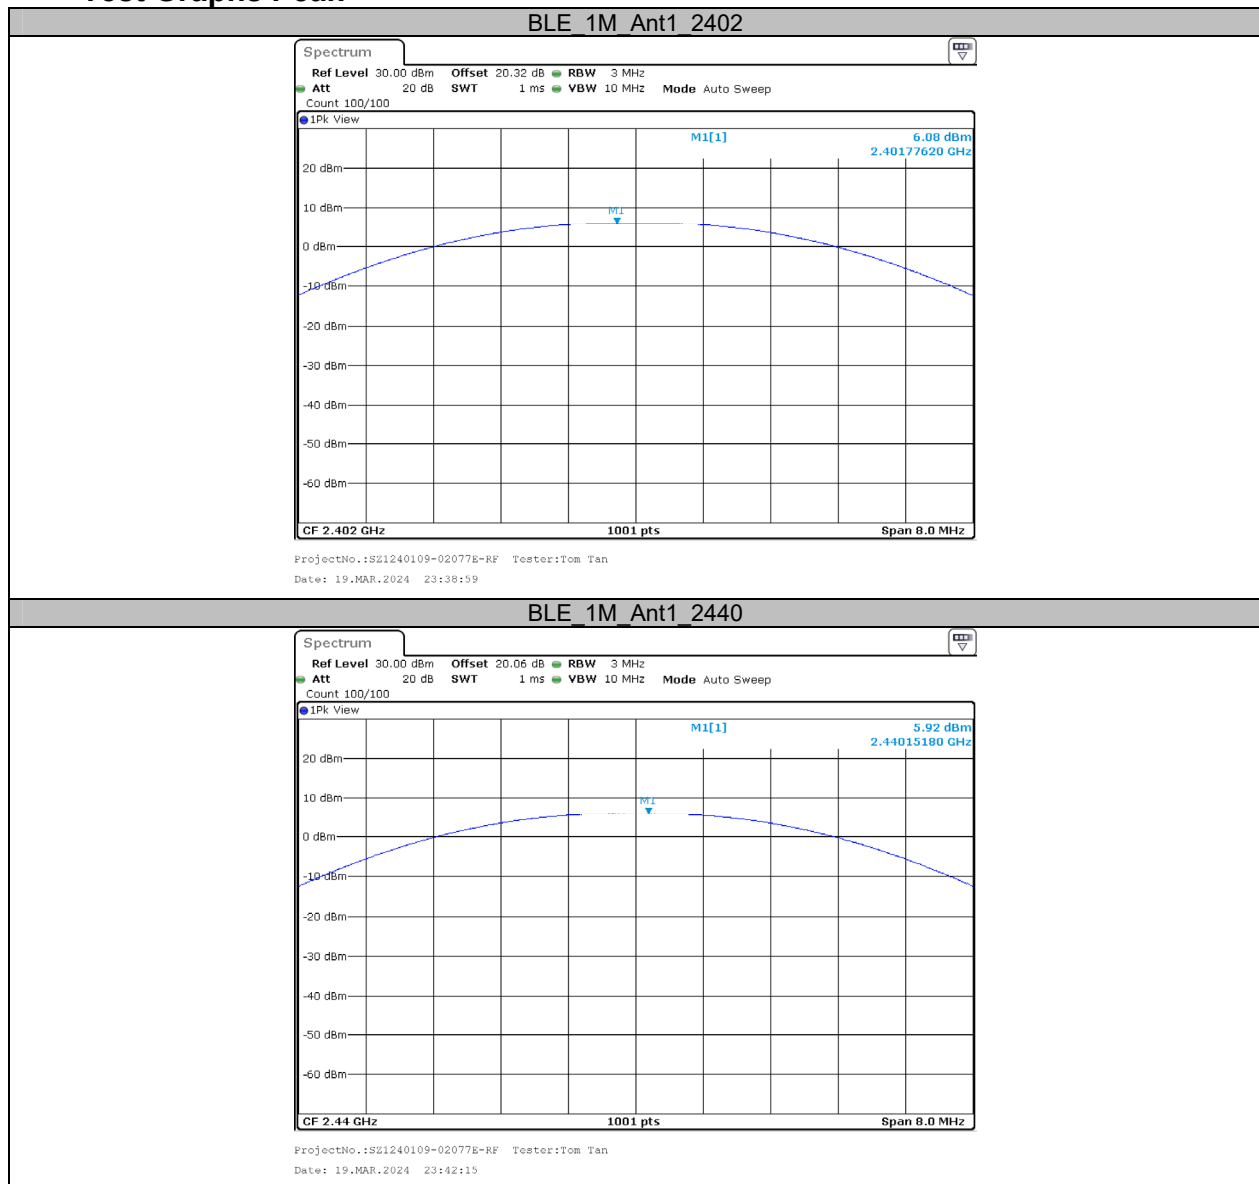 Test Graphs Peak
BLE_1M_Ant1_2402
Spectrum
Ref Level 30.00 dBm Offset 20.32 dB RBW 3 MHz
Att 20 dB SWT 1 ms VBW 10 MHz Mode Auto Sweep
Count 100/100
1Pk View
M1[1] 6.08 dBm
2.40177620 GHz
20 dBm
10 dBm
M1
0 dBm
-10 dBm
-20 dBm
-30 dBm
-40 dBm
-50 dBm
-60 dBm
CF 2.402 GHz 1001 pts Span 8.0 MHz
ProjectNo.:SZ1240109-02077E-RF Tester:Tom Tan
Date: 19.MAR.2024 23:38:59
BLE_1M_Ant1_2440
Spectrum
Ref Level 30.00 dBm Offset 20.06 dB RBW 3 MHz
Att 20 dB SWT 1 ms VBW 10 MHz Mode Auto Sweep
Count 100/100
1Pk View
M1[1] 5.92 dBm
2.44015180 GHz
20 dBm
10 dBm
M1
0 dBm
-10 dBm
-20 dBm
-30 dBm
-40 dBm
-50 dBm
-60 dBm
CF 2.44 GHz 1001 pts Span 8.0 MHz
ProjectNo.:SZ1240109-02077E-RF Tester:Tom Tan
Date: 19.MAR.2024 23:42:15